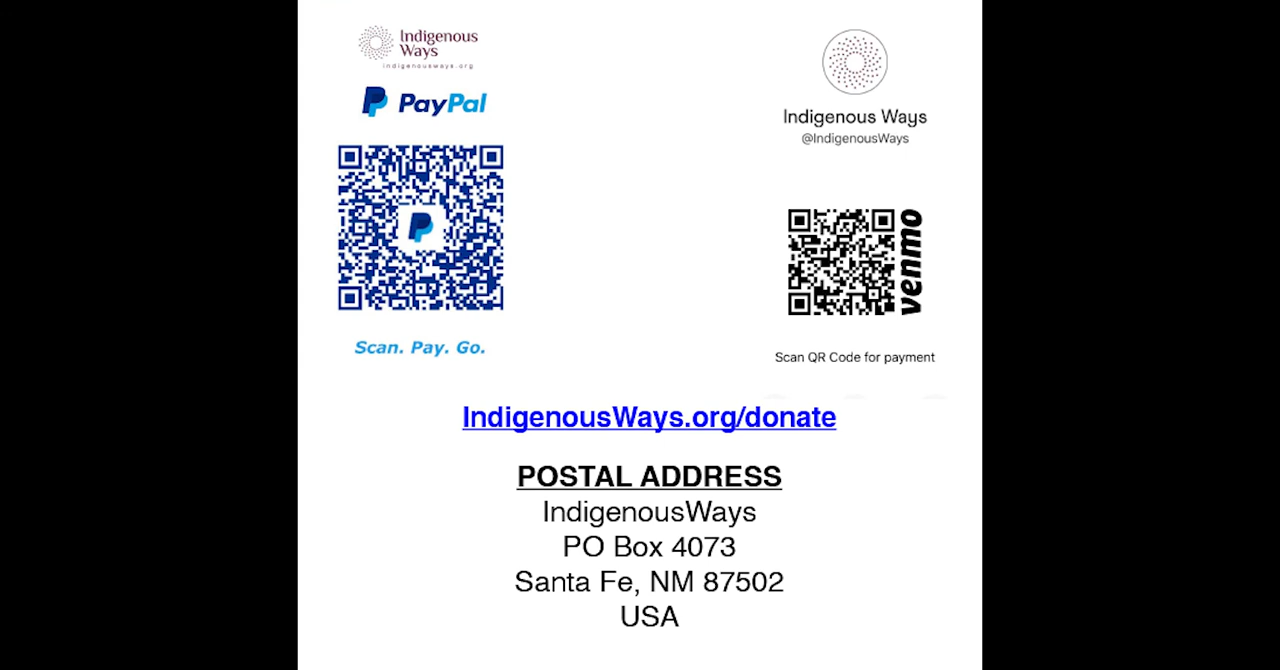 Indigenous
Ways
indigenousways.org
PayPal
Scan. Pay. Go.
Indigenous Ways
@IndigenousWays
venmo
Scan QR Code for payment
IndigenousWays.org/donate
POSTAL ADDRESS
IndigenousWays
PO Box 4073
Santa Fe, NM 87502
USA